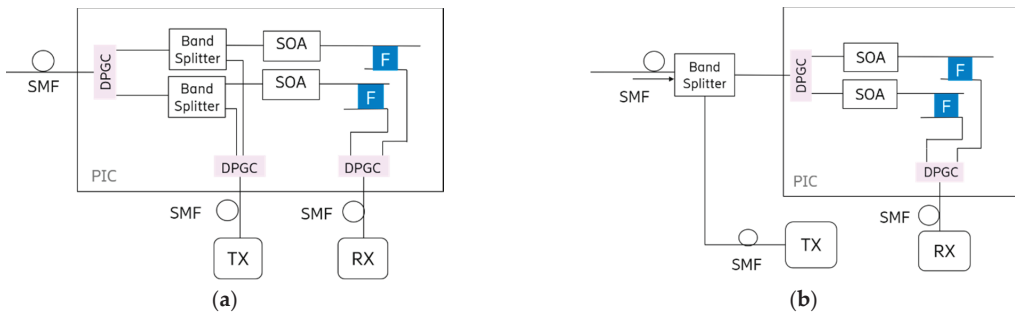 SMF
DPGC
Band
Splitter
SOA
F
Band
Splitter
SOA
F
DPGC
DPGC
PIC
SMF
SMF
TX
RX
(a)
SMF
Band
Splitter
DPGC
SOA
F
SOA
F
DPGC
PIC
SMF
SMF
TX
RX
(b)